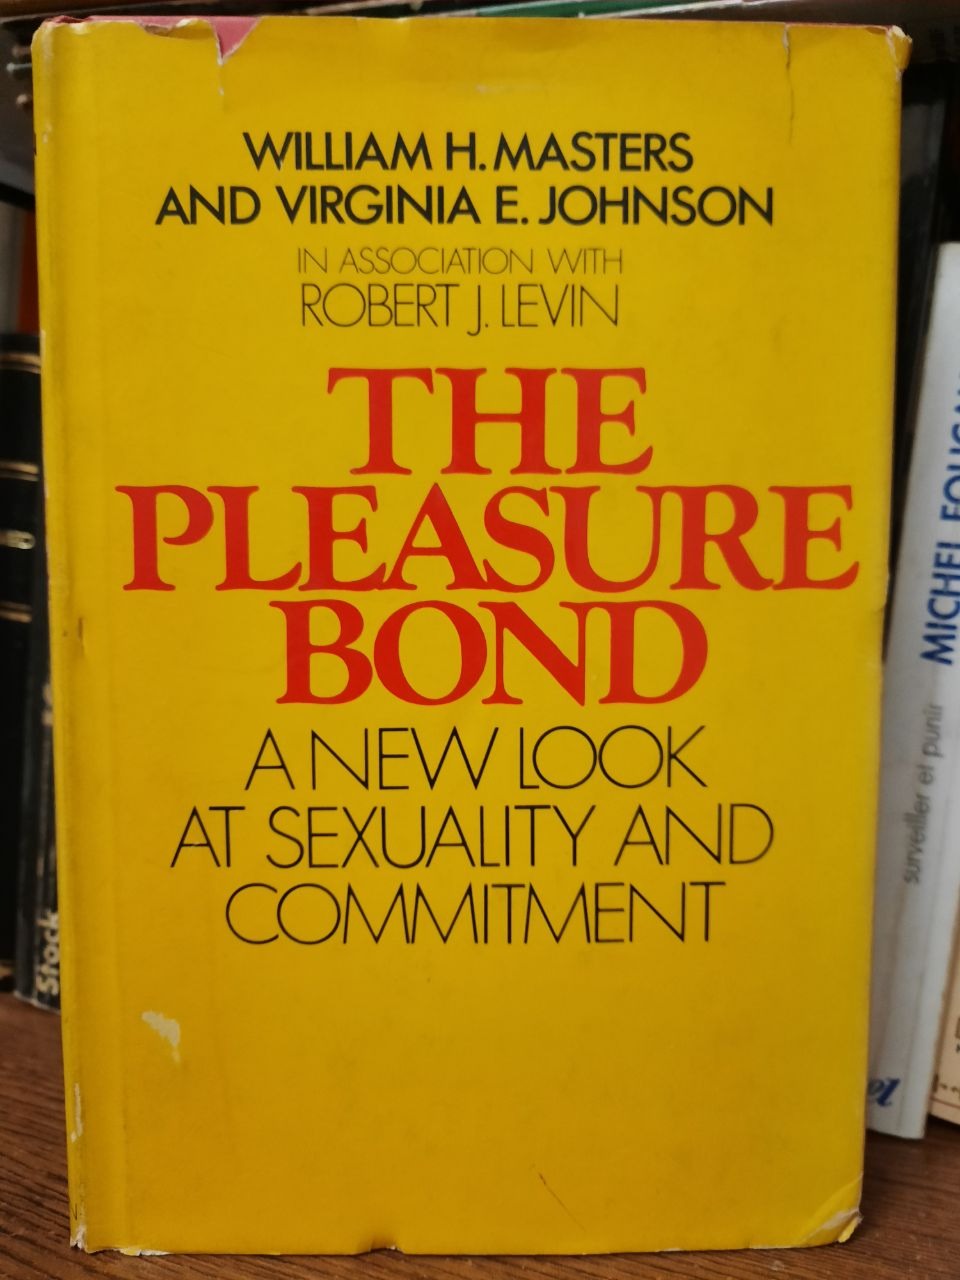 WILLIAM H. MASTERS
AND VIRGINIA E. JOHNSON
IN ASSOCIATION WITH
ROBERT J. LEVIN
THE
PLEASURE
BOND
A NEW LOOK
AT SEXUALITY AND
COMMITMENT
Stock
MICHEL
surveiller et punir